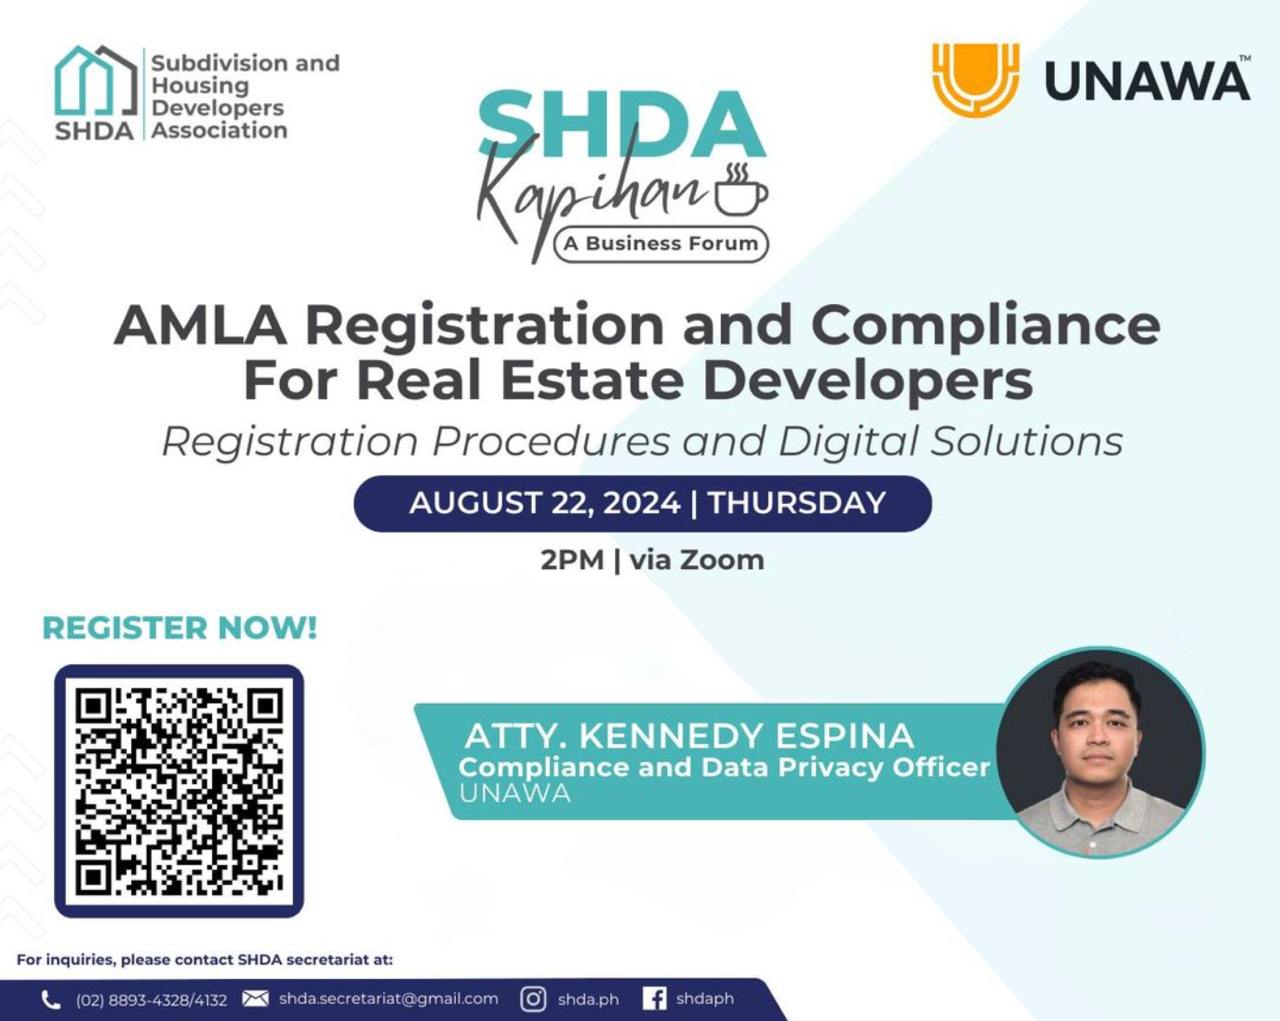 SHDA
Subdivision and
Housing
Developers
Association
UNAWA™
SHDA
Kapihan
A Business Forum
AMLA Registration and Compliance
For Real Estate Developers
Registration Procedures and Digital Solutions
AUGUST 22, 2024 | THURSDAY
2PM | via Zoom
REGISTER NOW!
ATTY. KENNEDY ESPINA
Compliance and Data Privacy Officer
UNAWA
For inquiries, please contact SHDA secretariat at:
(02) 8893-4328/4132 shda.secretariat@gmail.com shda.ph shdaph